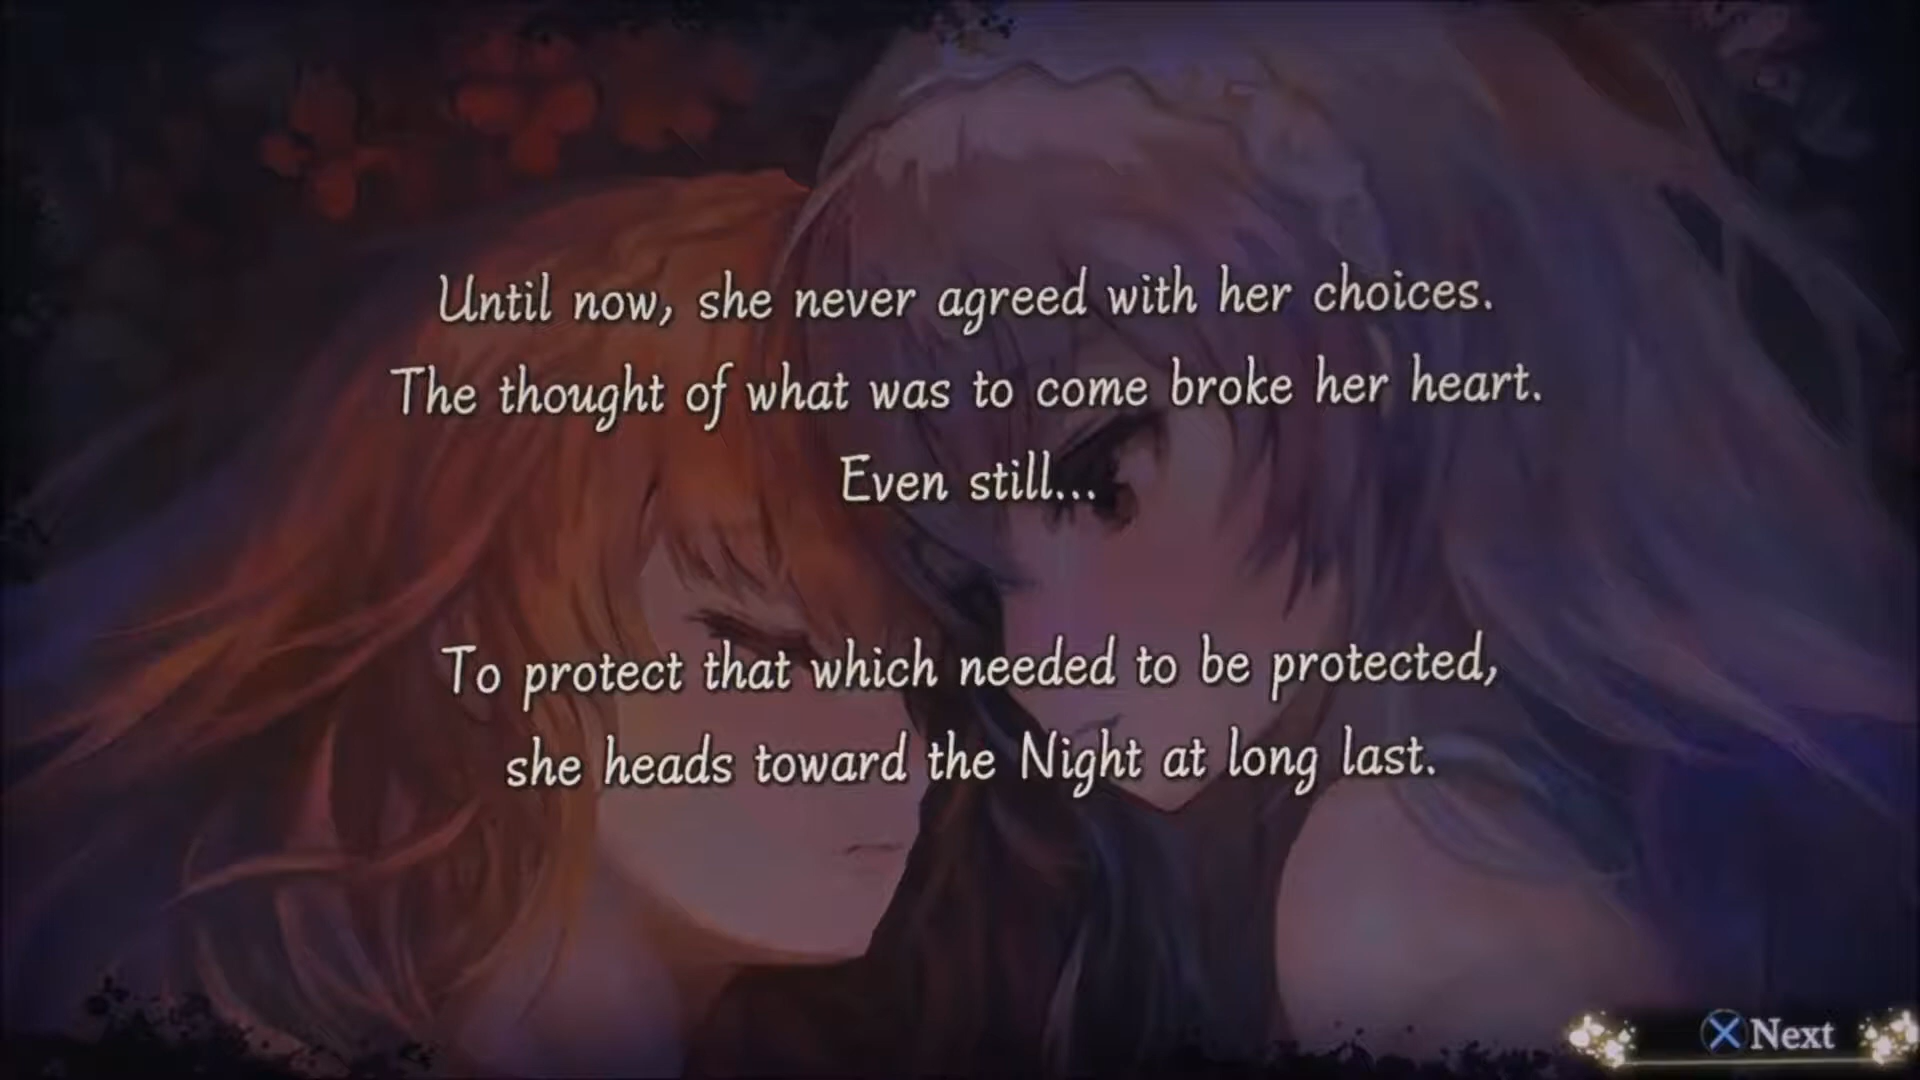 Until now, she never agreed with her choices.
The thought of what was to come broke her heart.
Even still...
To protect that which needed to be protected,
she heads toward the Night at long last.
Next